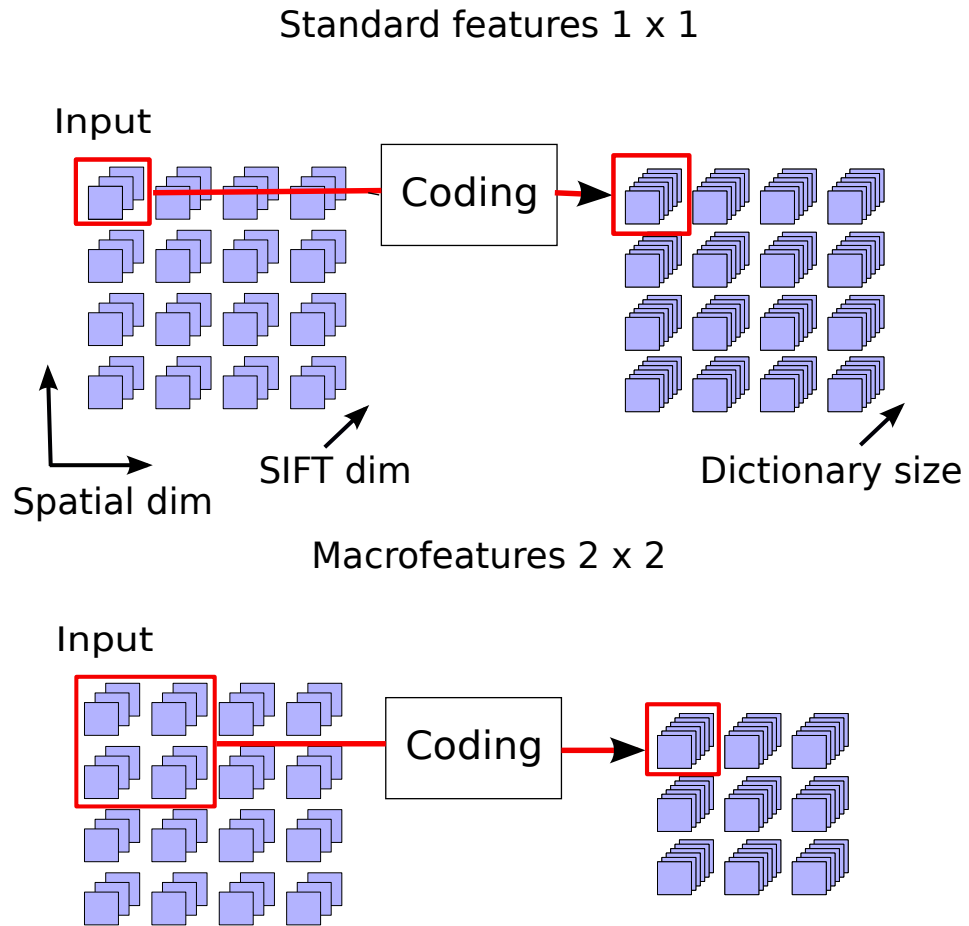 Standard features 1 x 1
Input
Coding
SIFT dim
Dictionary size
Spatial dim
Macrofeatures 2 x 2
Input
Coding